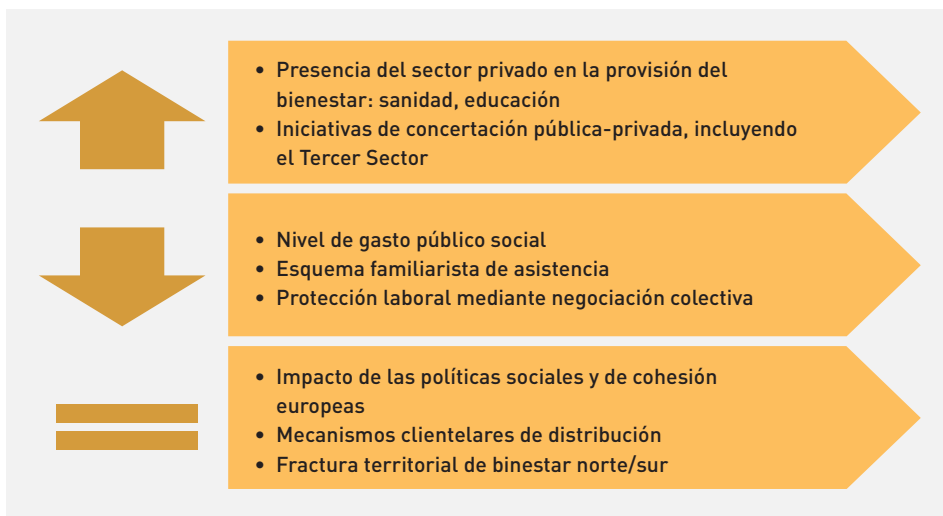 • Presencia del sector privado en la provisión del
bienestar: sanidad, educación
• Iniciativas de concertación pública-privada, incluyendo
el Tercer Sector
• Nivel de gasto público social
• Esquema familiarista de asistencia
• Protección laboral mediante negociación colectiva
• Impacto de las políticas sociales y de cohesión
europeas
• Mecanismos clientelares de distribución
• Fractura territorial de binestar norte/sur